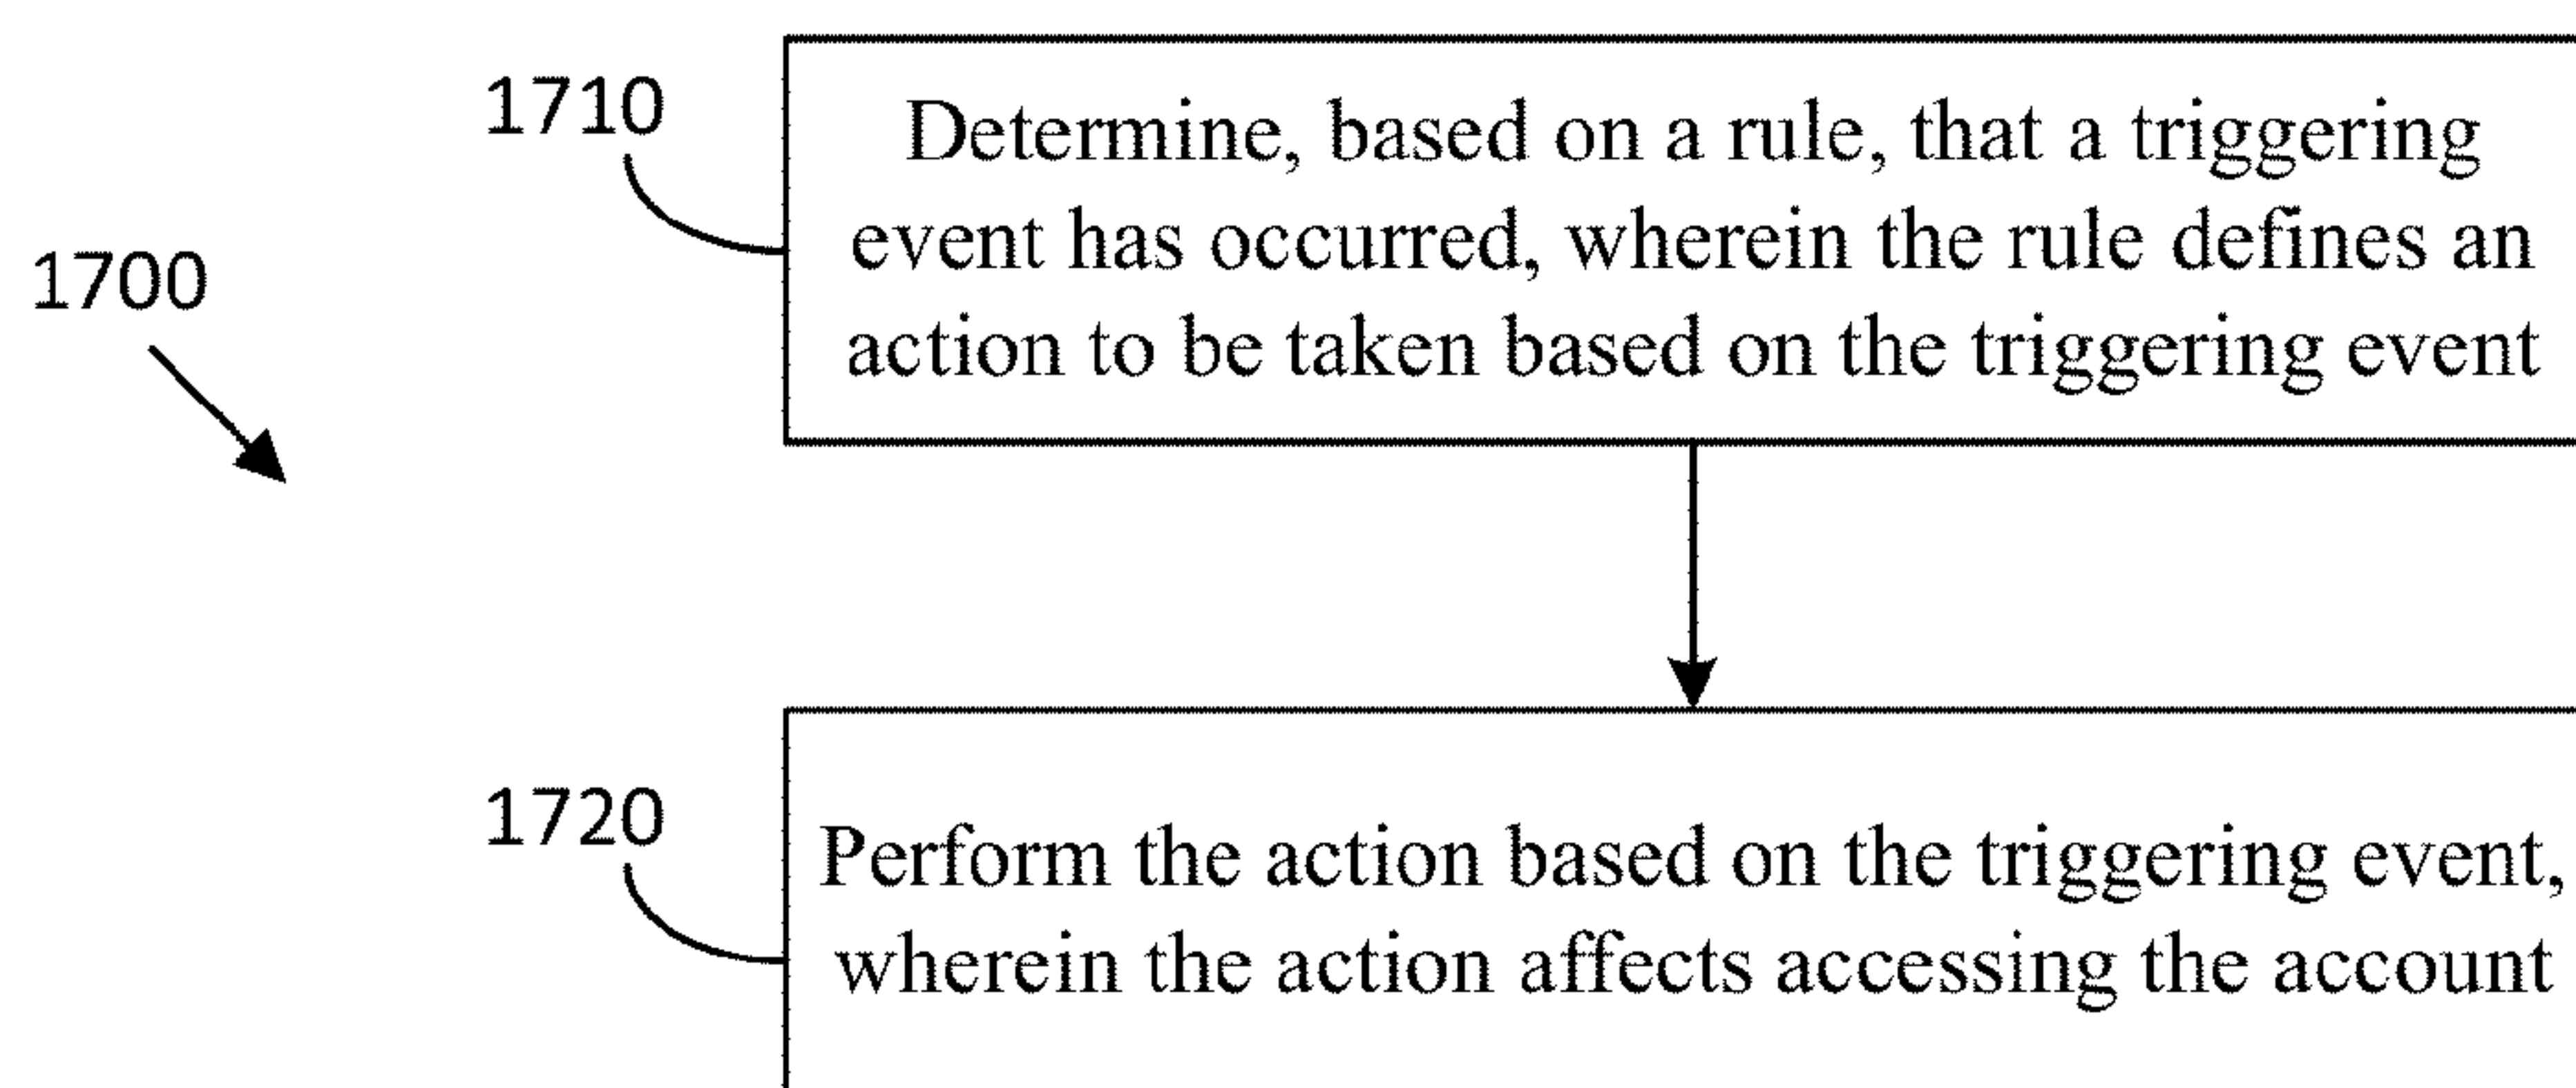 1710
Determine, based on a rule, that a triggering
event has occurred, wherein the rule defines an
action to be taken based on the triggering event
1700
1720
Perform the action based on the triggering event,
wherein the action affects accessing the account